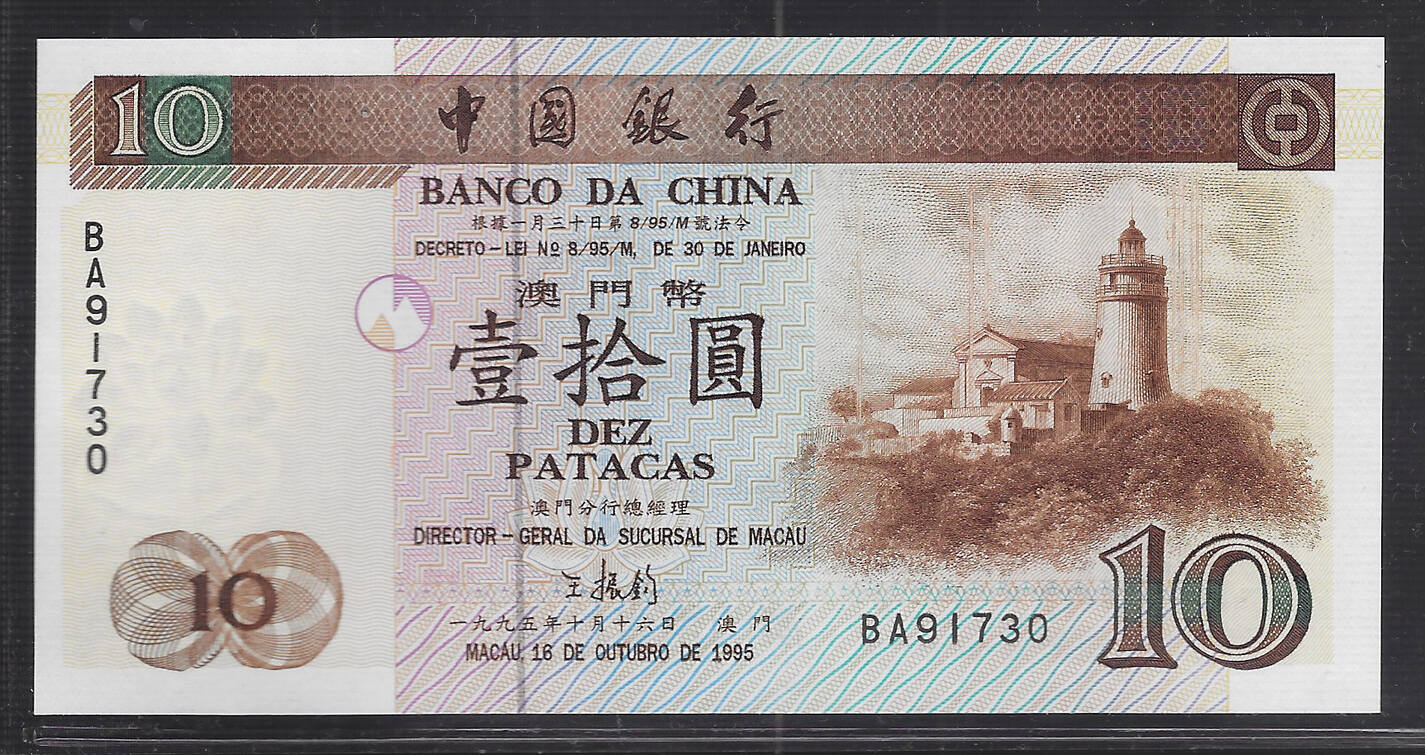 10
中國銀行
BANCO DA CHINA
根據一月三十日第8/95/M號法令
DECRETO-LEI Nº 8/95/M, DE 30 DE JANEIRO
BA91730
澳門幣
壹拾圓
DEZ
PATACAS
澳門分行總經理
DIRECTOR-GERAL DA SUCURSAL DE MACAU
王振鈞
10
一九九五年十月十六日 澳門
MACAU, 16 DE OUTUBRO DE 1995
BA91730
10